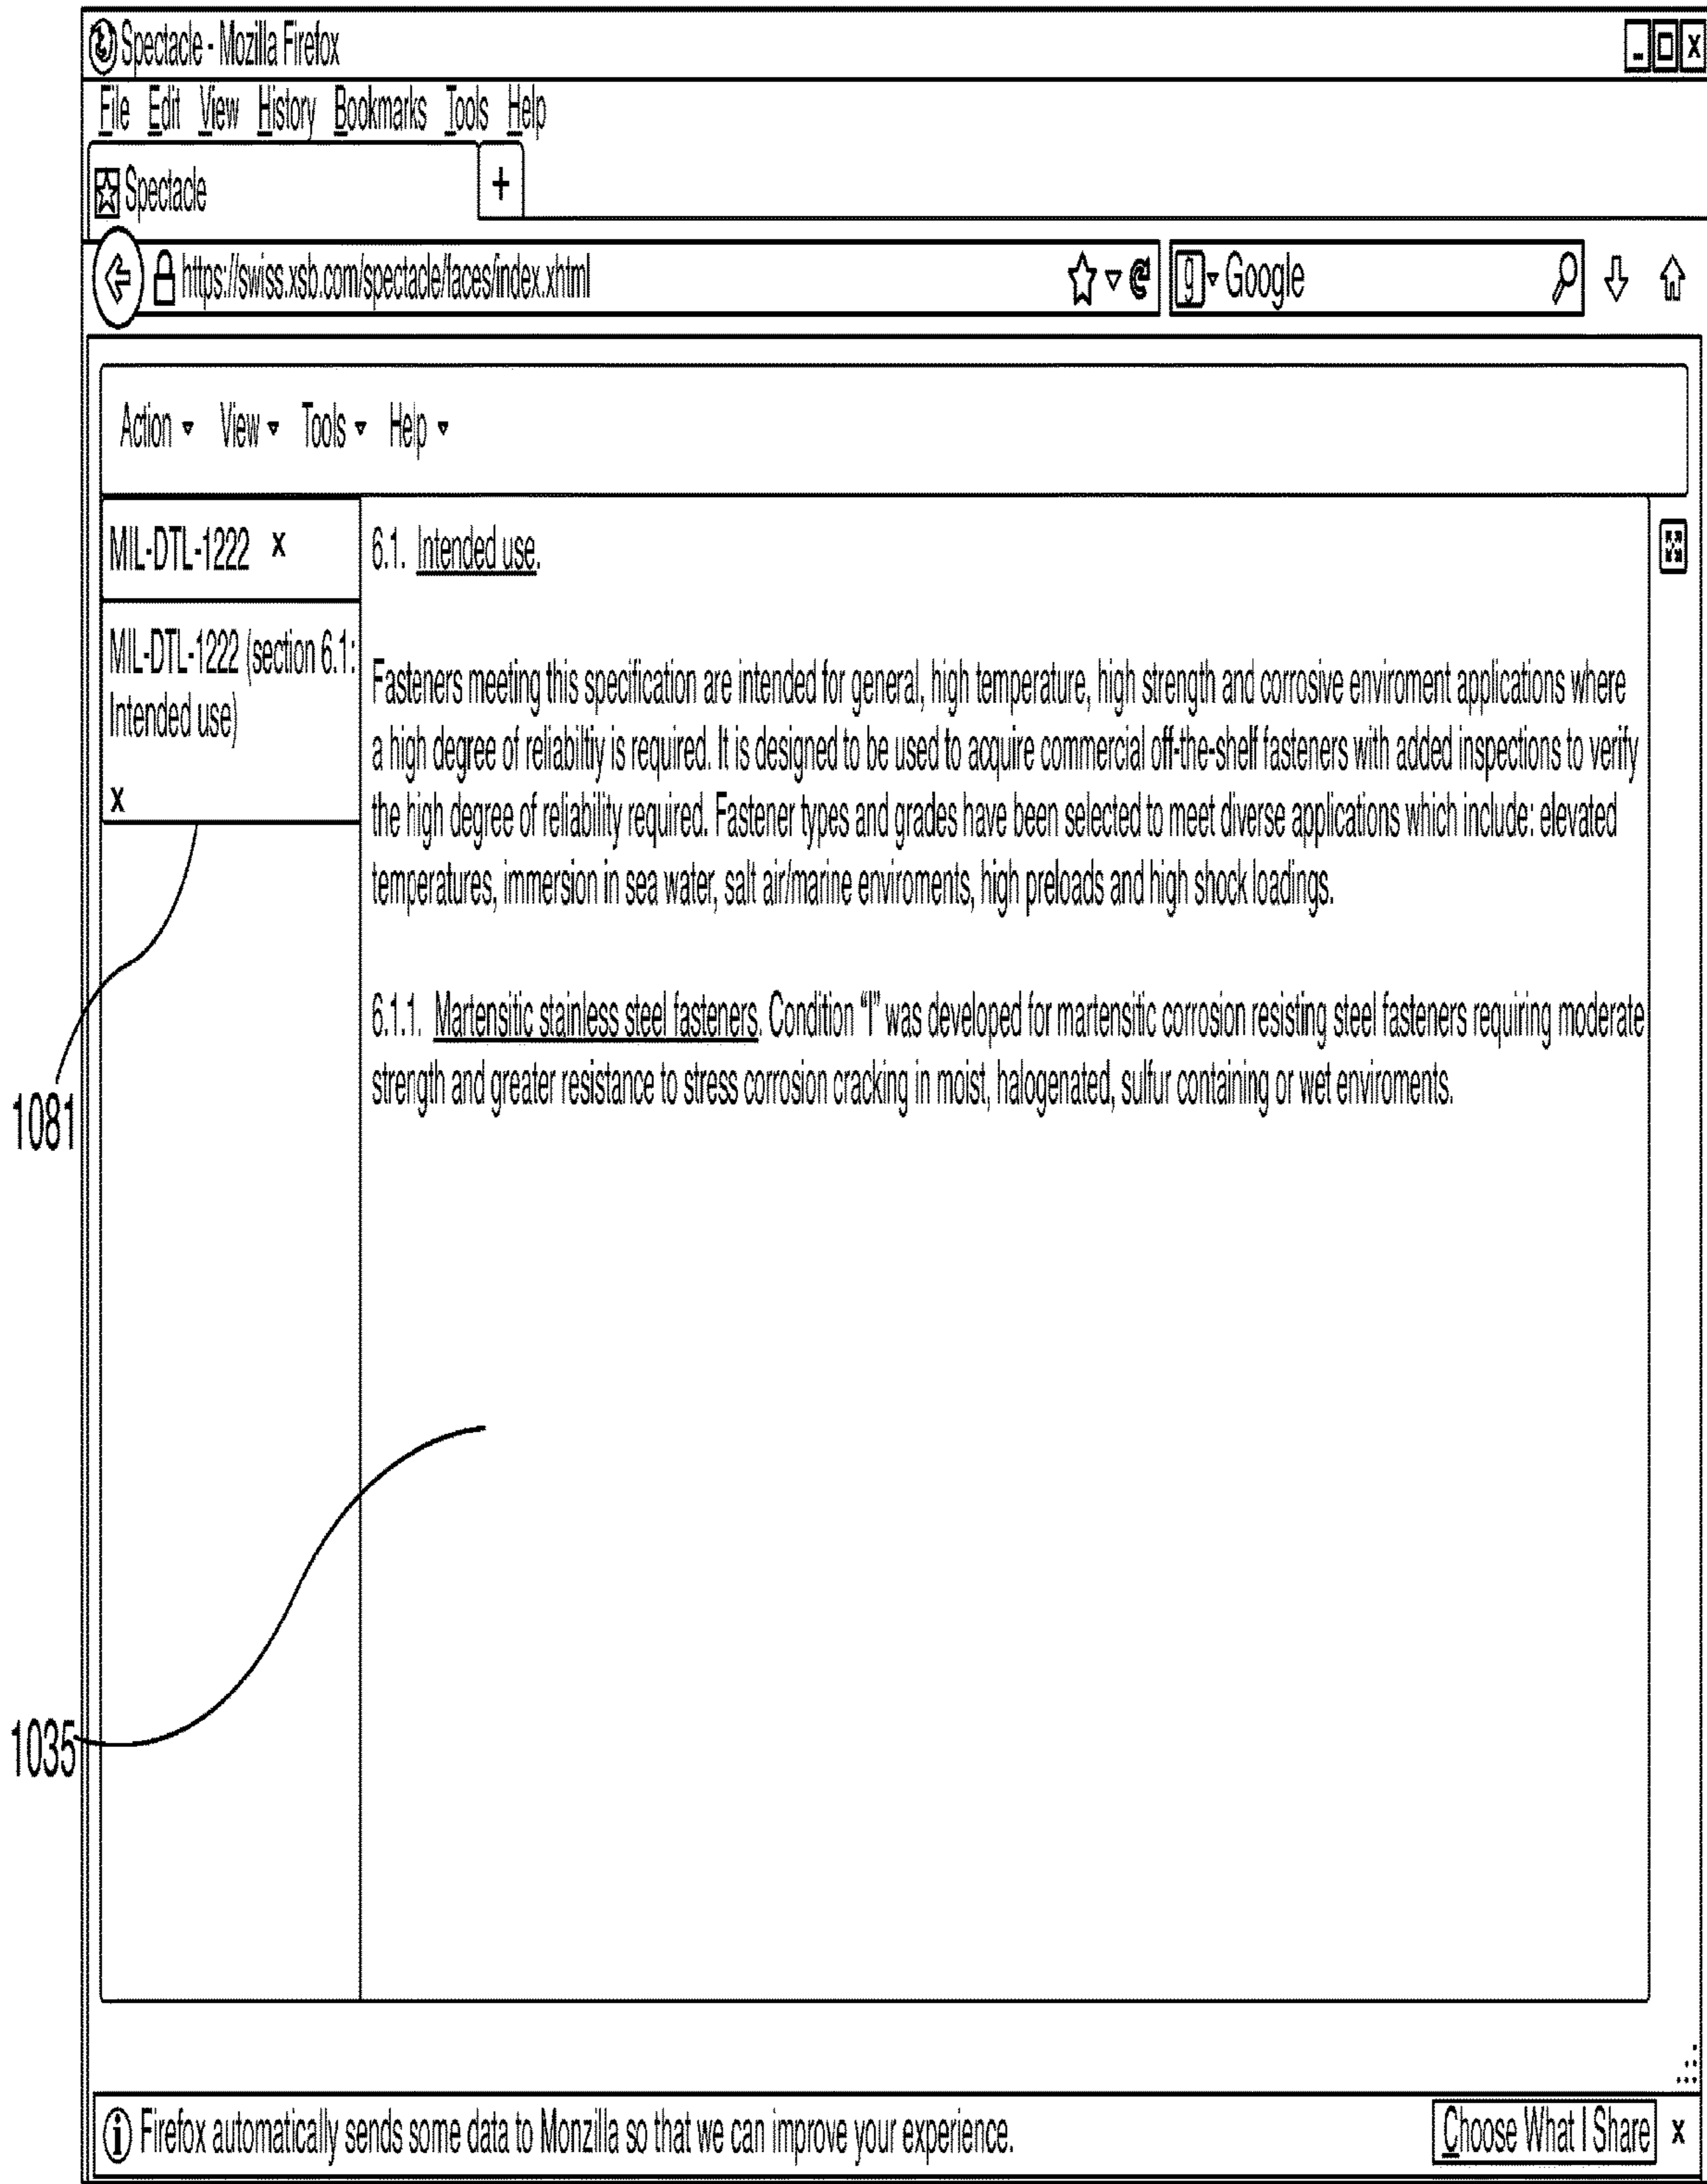 Spectacle - Mozilla Firefox
File Edit View History Bookmarks Tools Help
Spectacle +
https://swiss.xsb.com/spectacle/faces/index.xhtml g Google
Action View Tools Help
MIL-DTL-1222 x
MIL-DTL-1222 (section 6.1:
Intended use)
x
6.1. Intended use.
Fasteners meeting this specification are intended for general, high temperature, high strength and corrosive enviroment applications where
a high degree of reliabiltiy is required. It is designed to be used to acquire commercial off-the-shelf fasteners with added inspections to verify
the high degree of reliability required. Fastener types and grades have been selected to meet diverse applications which include: elevated
temperatures, immersion in sea water, salt air/marine enviroments, high preloads and high shock loadings.
6.1.1. Martensitic stainless steel fasteners. Condition “I” was developed for martensitic corrosion resisting steel fasteners requiring moderate
strength and greater resistance to stress corrosion cracking in moist, halogenated, sulfur containing or wet enviroments.
1081
1035
Firefox automatically sends some data to Monzilla so that we can improve your experience. Choose What I Share x